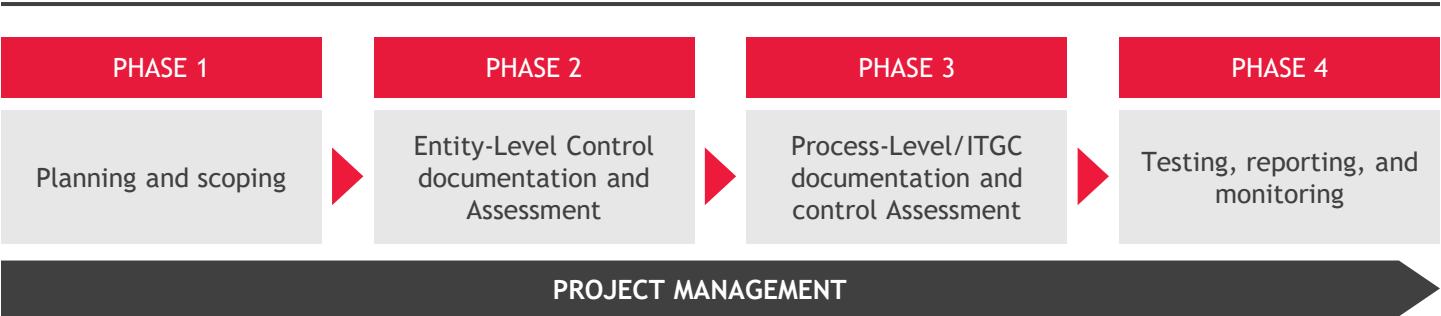 PHASE 1
PHASE 2
PHASE 3
PHASE 4
Planning and scoping
Entity-Level Control
documentation and
Assessment
Process-Level/ITGC
documentation and
control Assessment
Testing, reporting, and
monitoring
PROJECT MANAGEMENT